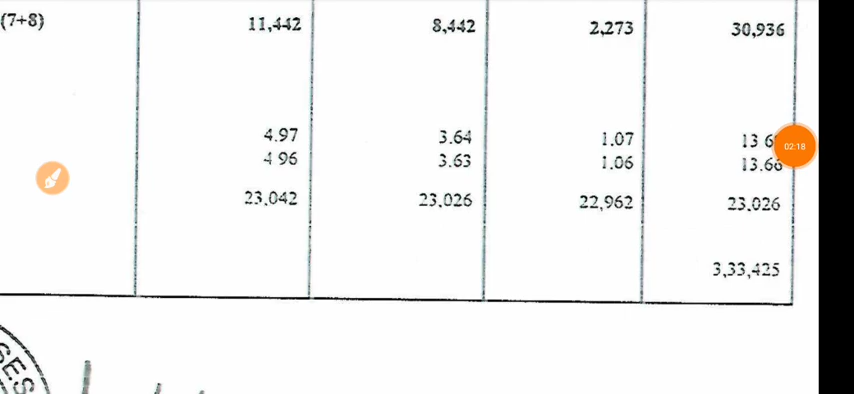 (7+8) 11,442 8,442 2,273 30,936
4.97 3.64 1.07
4 96 3.63 1.06 13.66
23,042 23,026 22,962 23,026
3,33,425
02:18
SES